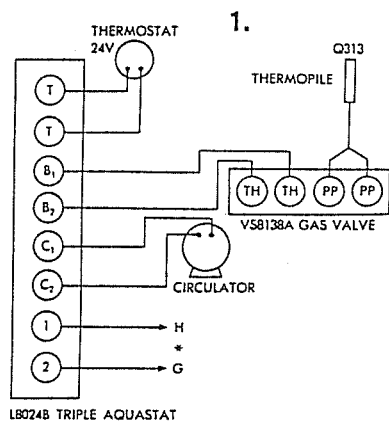 1.
THERMOSTAT
24V
Q313
THERMOPILE
T
T
B1
B2
C1
C2
1
2
TH TH PP PP
VS8138A GAS VALVE
CIRCULATOR
H
*
G
L8024B TRIPLE AQUASTAT